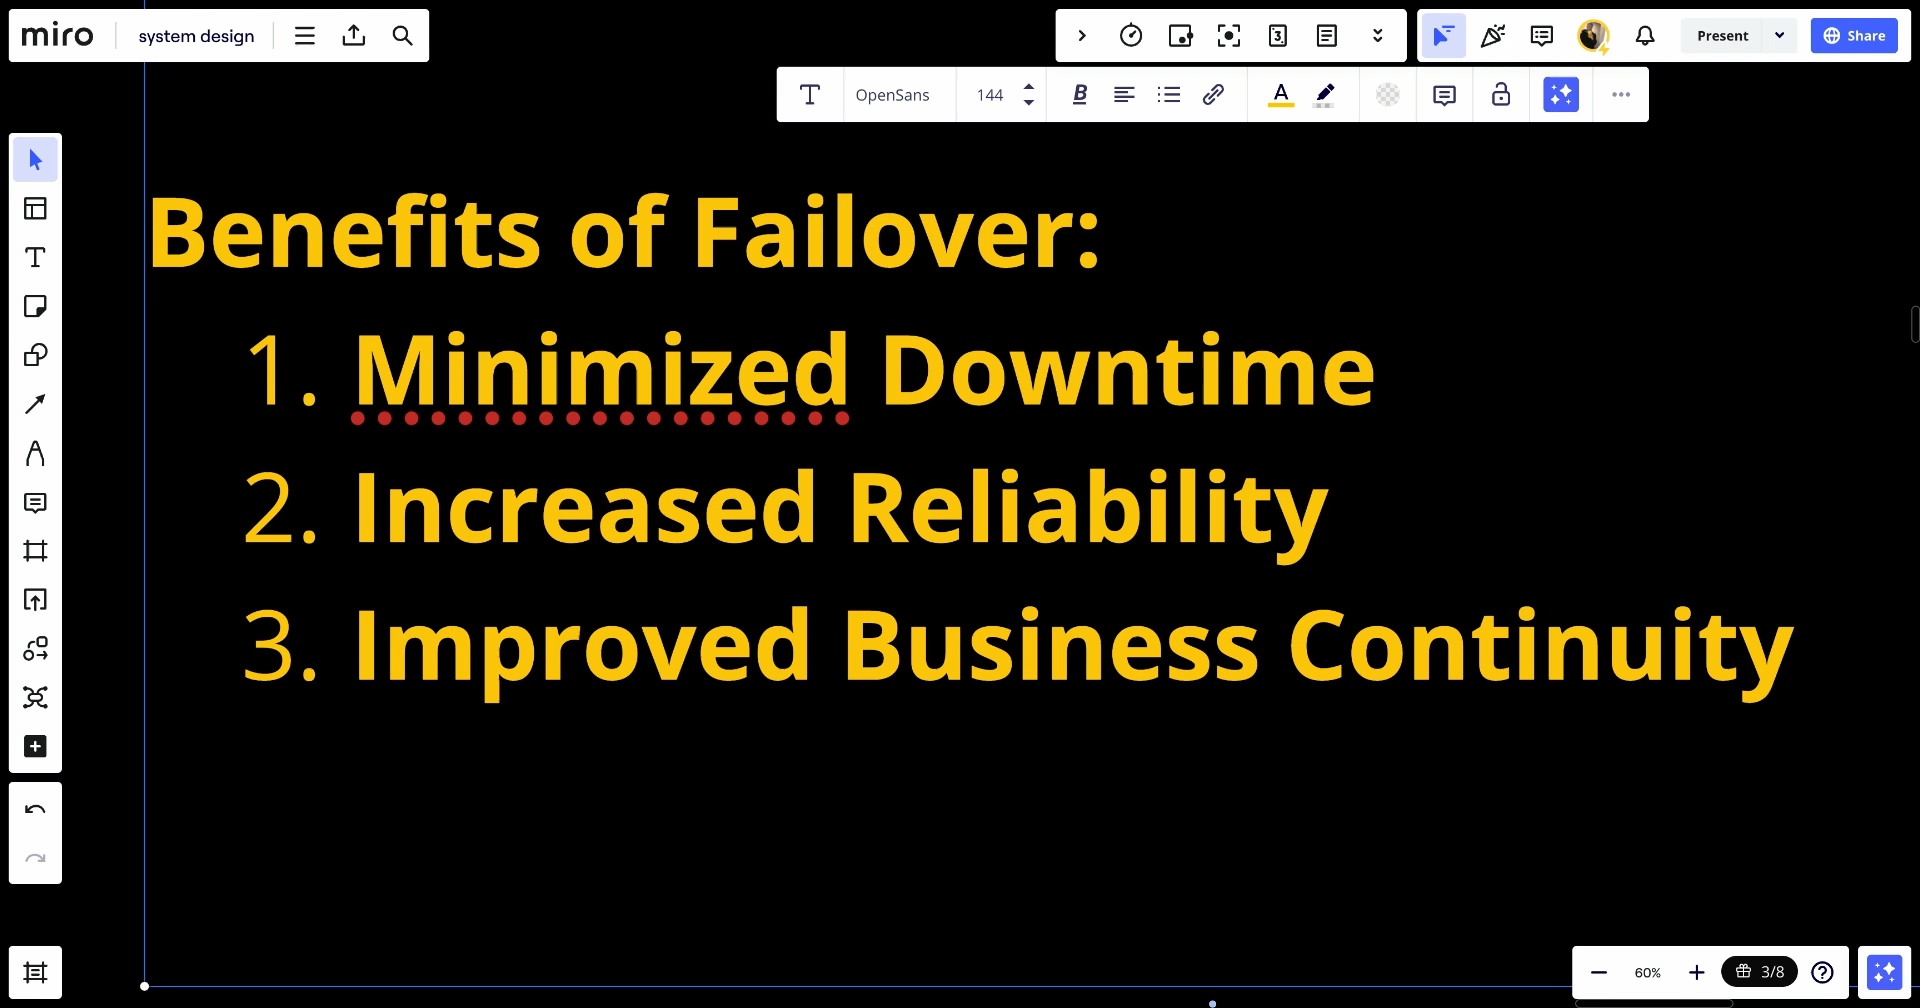 miro system design Present Share
OpenSans 144 B A
Benefits of Failover:
1. Minimized Downtime
2. Increased Reliability
3. Improved Business Continuity
60% 3/8